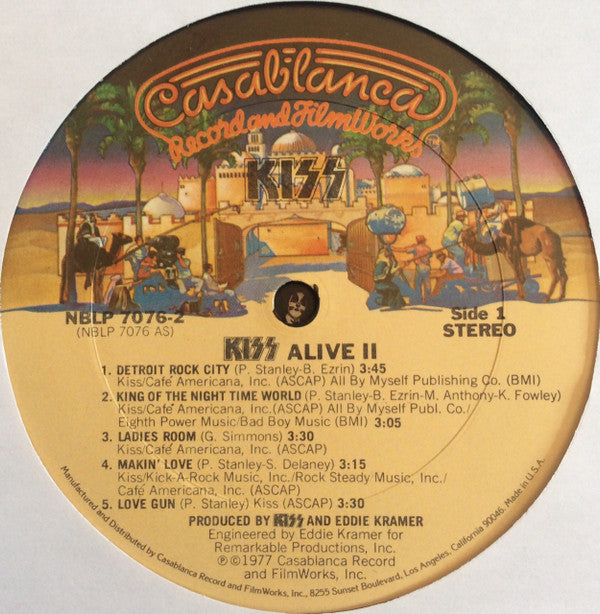 Casablanca
Record and FilmWorks
KISS
NBLP 7076-2
(NBLP 7076 AS)
Side 1
STEREO
KISS ALIVE II
1. DETROIT ROCK CITY (P. Stanley-B. Ezrin) 3:45
Kiss/Café Americana, Inc. (ASCAP) All By Myself Publishing Co. (BMI)
2. KING OF THE NIGHT TIME WORLD (P. Stanley-B. Ezrin-M. Anthony-K. Fowley)
Kiss/Café Americana, Inc.(ASCAP) All By Myself Publ. Co./
Eighth Power Music/Bad Boy Music (BMI) 3:05
3. LADIES ROOM (G. Simmons) 3:30
Kiss/Café Americana, Inc. (ASCAP)
4. MAKIN' LOVE (P. Stanley-S. Delaney) 3:15
Kiss/Kick-A-Rock Music, Inc./Rock Steady Music, Inc./
Café Americana, Inc. (ASCAP)
5. LOVE GUN (P. Stanley) Kiss (ASCAP) 3:30
PRODUCED BY KISS AND EDDIE KRAMER
Engineered by Eddie Kramer for
Remarkable Productions, Inc.
℗©1977 Casablanca Record
and FilmWorks, Inc.
Manufactured and Distributed by Casablanca Record and FilmWorks, Inc., 8255 Sunset Boulevard, Los Angeles, California 90046. Made in U.S.A.